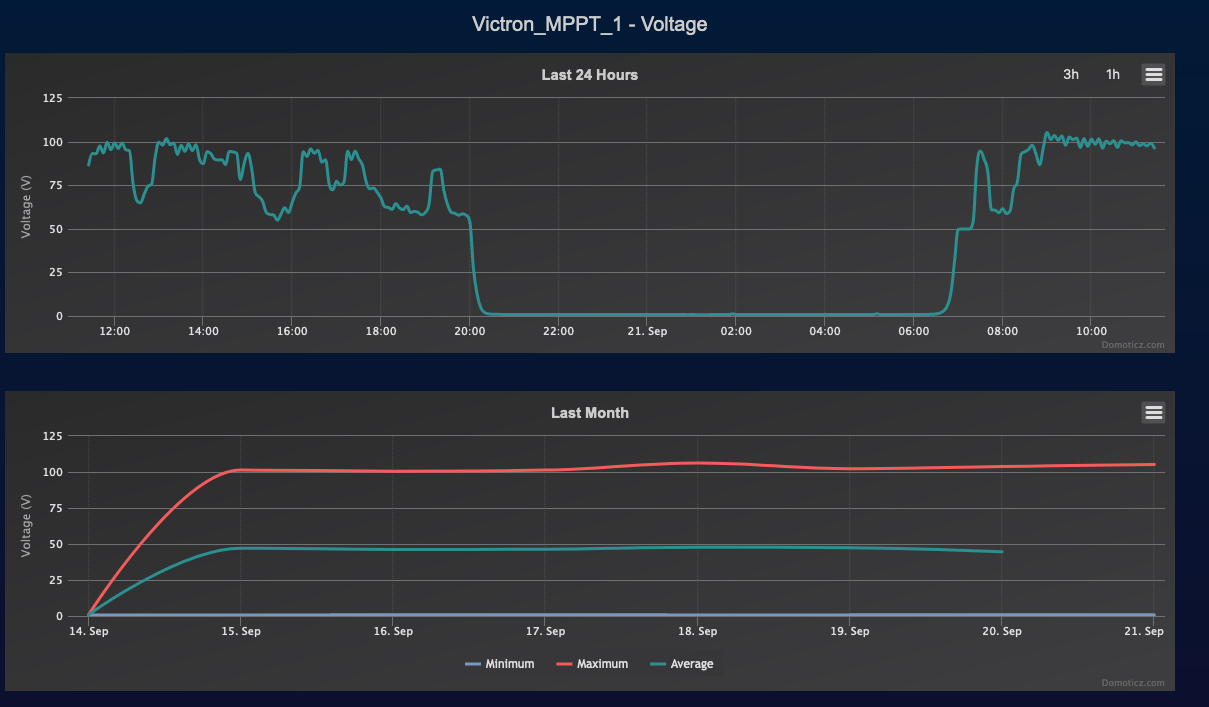 Victron_MPPT_1 - Voltage
Last 24 Hours
3h 1h
125
100
75
50
25
0
Voltage (V)
12:00 14:00 16:00 18:00 20:00 22:00 21. Sep 02:00 04:00 06:00 08:00 10:00
Domoticz.com
Last Month
125
100
75
50
25
0
Voltage (V)
14. Sep 15. Sep 16. Sep 17. Sep 18. Sep 19. Sep 20. Sep 21. Sep
Minimum Maximum Average
Domoticz.com